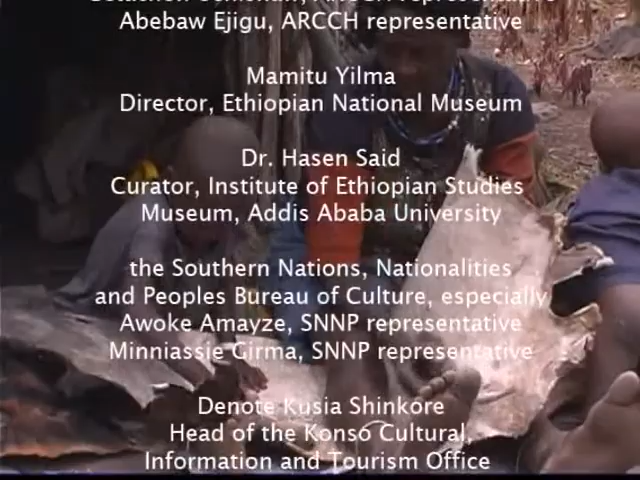 Abebaw Ejigu, ARCCH representative
Mamitu Yilma
Director, Ethiopian National Museum
Dr. Hasen Said
Curator, Institute of Ethiopian Studies
Museum, Addis Ababa University
the Southern Nations, Nationalities
and Peoples Bureau of Culture, especially
Awoke Amayze, SNNP representative
Minniassie Girma, SNNP representative
Denote Kusia Shinkore
Head of the Konso Cultural,
Information and Tourism Office